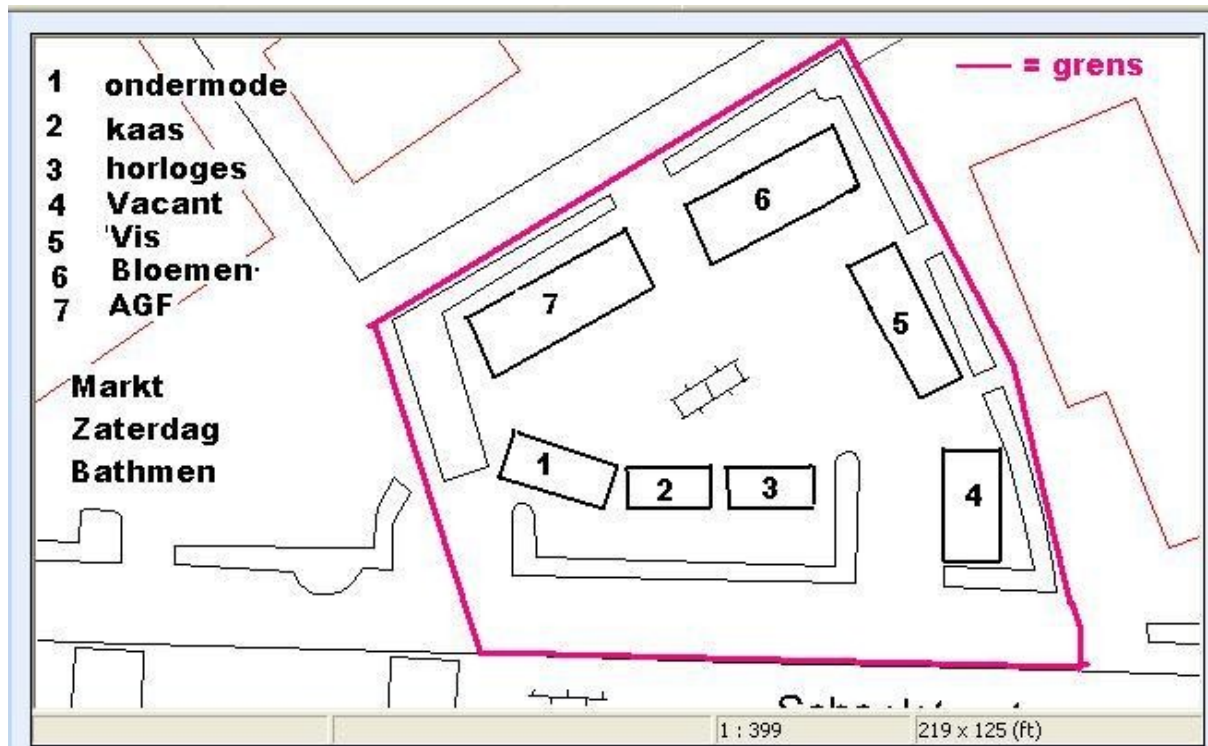 1 ondermode
2 kaas
3 horloges
4 Vacant
5 'Vis
6 Bloemen·
7 AGF
Markt
Zaterdag
Bathmen
= grens
6
7
5
1
2
3
4
1 : 399
219 x 125 (ft)